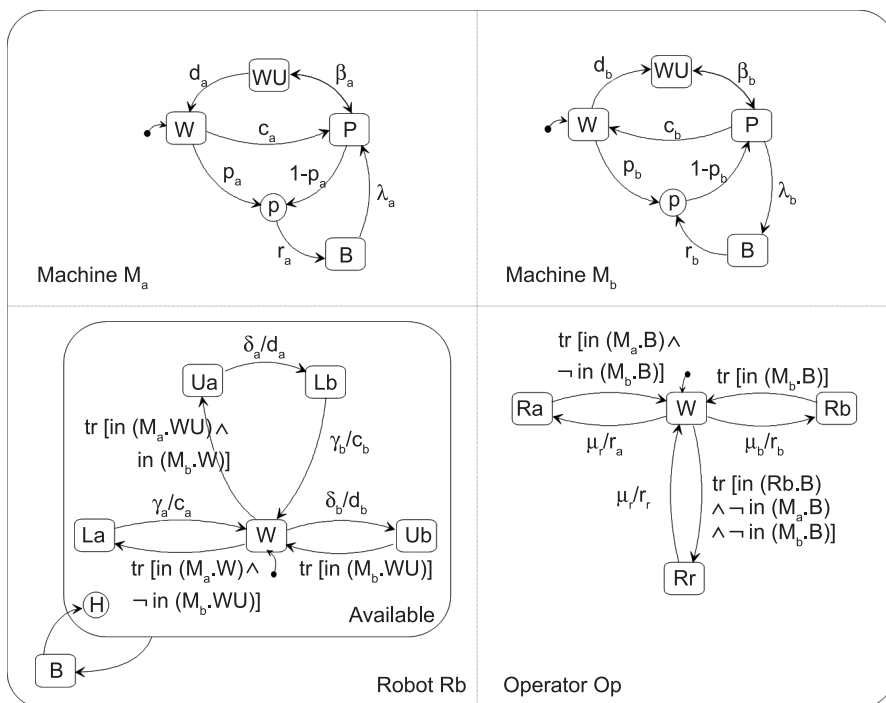 WU
d_a
β_a
W
c_a
P
p_a
1-p_a
λ_a
p
r_a
B
Machine M_a
WU
d_b
β_b
W
c_b
P
p_b
1-p_b
λ_b
p
r_b
B
Machine M_b
δ_a/d_a
Ua
Lb
tr [in (M_a.WU) ∧
in (M_b.W)]
γ_b/c_b
γ_a/c_a
δ_b/d_b
La
W
Ub
tr [in (M_a.W) ∧
¬ in (M_b.WU)]
tr [in (M_b.WU)]
H
Available
B
Robot Rb
tr [in (M_a.B) ∧
¬ in (M_b.B)]
tr [in (M_b.B)]
Ra
W
Rb
μ_r/r_a
μ_b/r_b
μ_r/r_r
tr [in (Rb.B)
∧ ¬ in (M_a.B)
∧ ¬ in (M_b.B)]
Rr
Operator Op